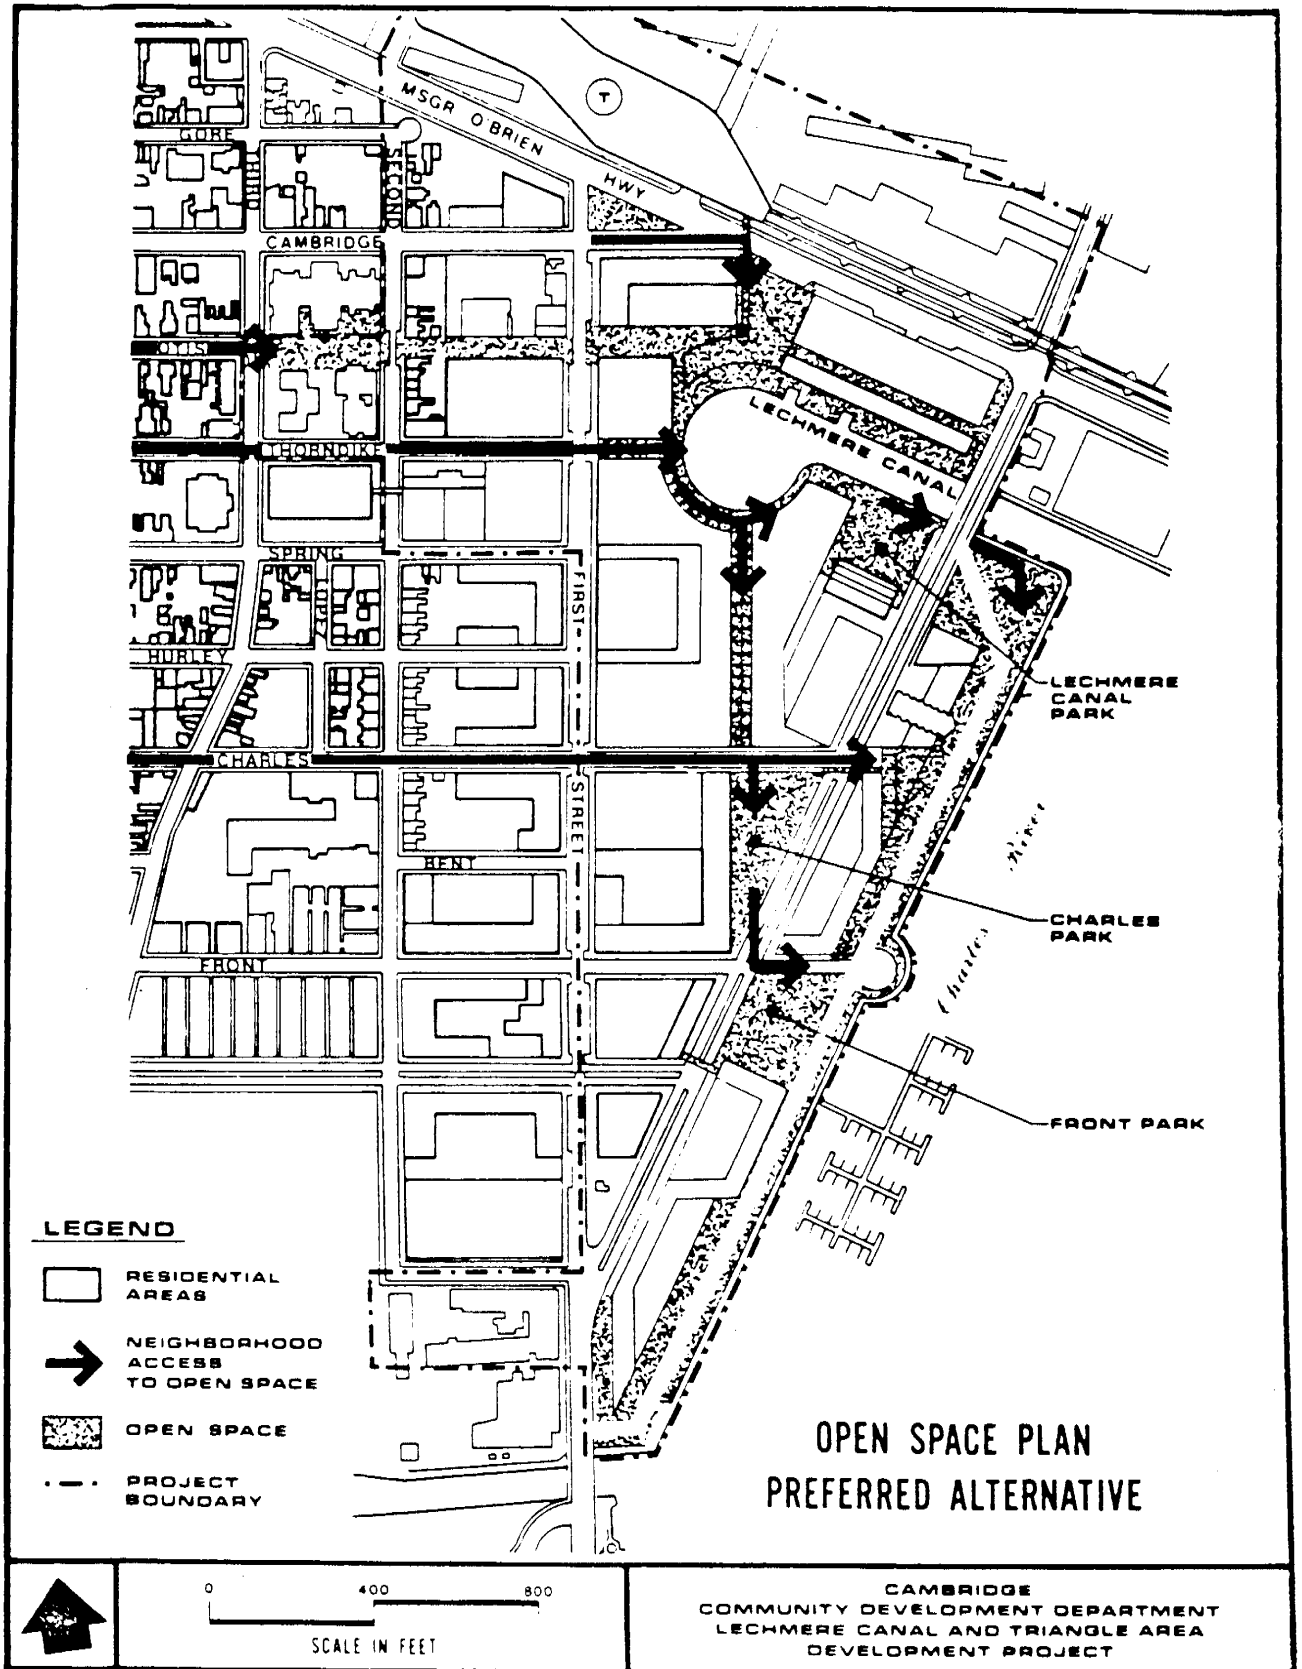 MSGR O'BRIEN
HWY
T
GORE
THIRD
SECOND
CAMBRIDGE
OTIS
LECHMERE CANAL
THORNDIKE
SPRING
FIRST
HURLEY
LECHMERE
CANAL
PARK
CHARLES
STREET
BENT
Charles River
CHARLES
PARK
FRONT
FRONT PARK
LEGEND
RESIDENTIAL
AREAS
NEIGHBORHOOD
ACCESS
TO OPEN SPACE
OPEN SPACE
PROJECT
BOUNDARY
OPEN SPACE PLAN
PREFERRED ALTERNATIVE
0 400 800
SCALE IN FEET
CAMBRIDGE
COMMUNITY DEVELOPMENT DEPARTMENT
LECHMERE CANAL AND TRIANGLE AREA
DEVELOPMENT PROJECT